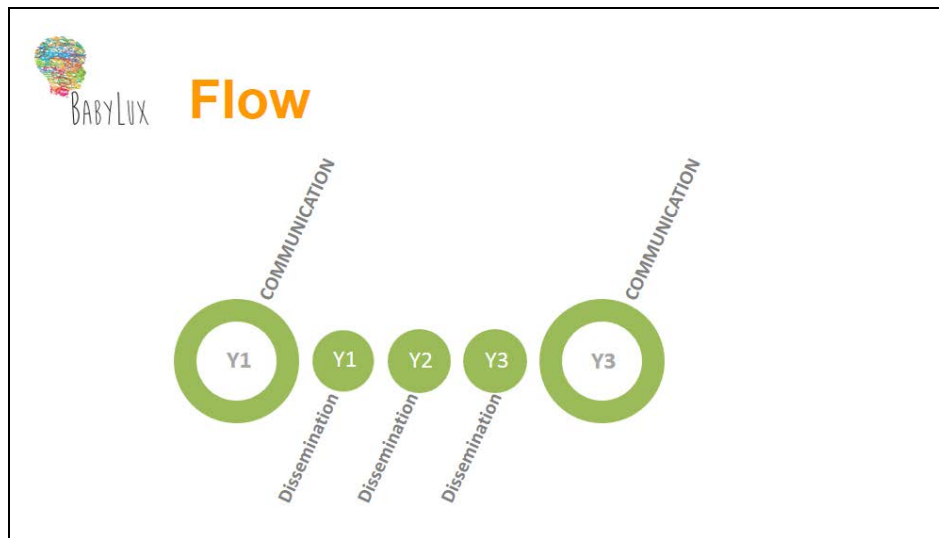 BABYLUX
Flow
COMMUNICATION
COMMUNICATION
Y1
Y1
Y2
Y3
Y3
Dissemination
Dissemination
Dissemination